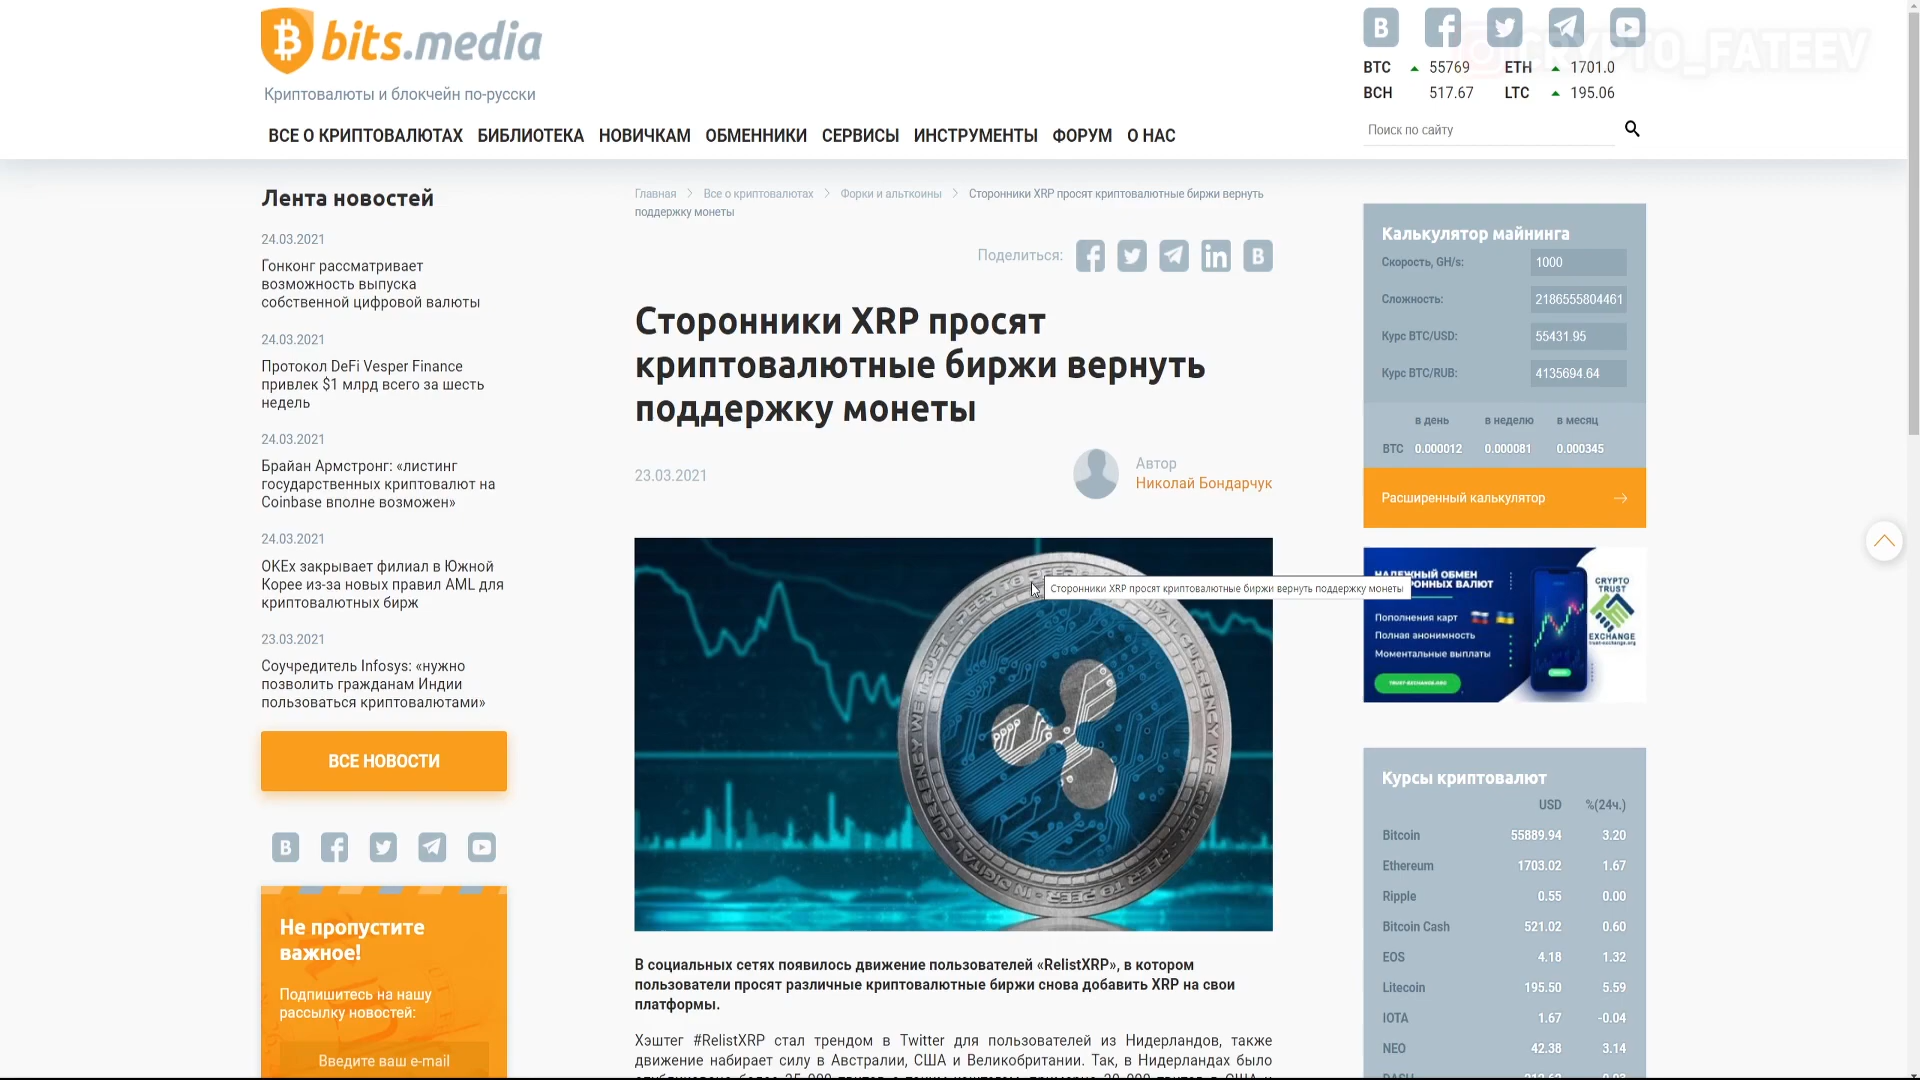 bits.media
Криптовалюты и блокчейн по-русски
@CRYPTO_FATEEV
BTC 55769 ETH 1701.0
BCH 517.67 LTC 195.06
Поиск по сайту
ВСЕ О КРИПТОВАЛЮТАХ БИБЛИОТЕКА НОВИЧКАМ ОБМЕННИКИ СЕРВИСЫ ИНСТРУМЕНТЫ ФОРУМ О НАС
Лента новостей
24.03.2021
Гонконг рассматривает
возможность выпуска
собственной цифровой валюты
24.03.2021
Протокол DeFi Vesper Finance
привлек $1 млрд всего за шесть
недель
24.03.2021
Брайан Армстронг: «листинг
государственных криптовалют на
Coinbase вполне возможен»
24.03.2021
OKEx закрывает филиал в Южной
Корее из-за новых правил AML для
криптовалютных бирж
23.03.2021
Соучредитель Infosys: «нужно
позволить гражданам Индии
пользоваться криптовалютами»
ВСЕ НОВОСТИ
Не пропустите
важное!
Подпишитесь на нашу
рассылку новостей:
Введите ваш e-mail
Главная Все о криптовалютах Форки и альткоины Сторонники XRP просят криптовалютные биржи вернуть
поддержку монеты
Поделиться:
Сторонники XRP просят
криптовалютные биржи вернуть
поддержку монеты
23.03.2021
Автор
Николай Бондарчук
Сторонники XRP просят криптовалютные биржи вернуть поддержку монеты
В социальных сетях появилось движение пользователей «RelistXRP», в котором
пользователи просят различные криптовалютные биржи снова добавить XRP на свои
платформы.
Хэштег #RelistXRP стал трендом в Twitter для пользователей из Нидерландов, также
движение набирает силу в Австралии, США и Великобритании. Так, в Нидерландах было
Калькулятор майнинга
Скорость, GH/s: 1000
Сложность: 2186555804461
Курс BTC/USD: 55431.95
Курс BTC/RUB: 4135694.64
в день в неделю в месяц
BTC 0.000012 0.000081 0.000345
Расширенный калькулятор
НАДЕЖНЫЙ ОБМЕН
Пополнения карт
Полная анонимность
Моментальные выплаты
TRUST-EXCHANGE.ORG
CRYPTO
TRUST
EXCHANGE
trust-exchange.org
Курсы криптовалют
USD %(24ч.)
Bitcoin 55889.94 3.20
Ethereum 1703.02 1.67
Ripple 0.55 0.00
Bitcoin Cash 521.02 0.60
EOS 4.18 1.32
Litecoin 195.50 5.59
IOTA 1.67 -0.04
NEO 42.38 3.14